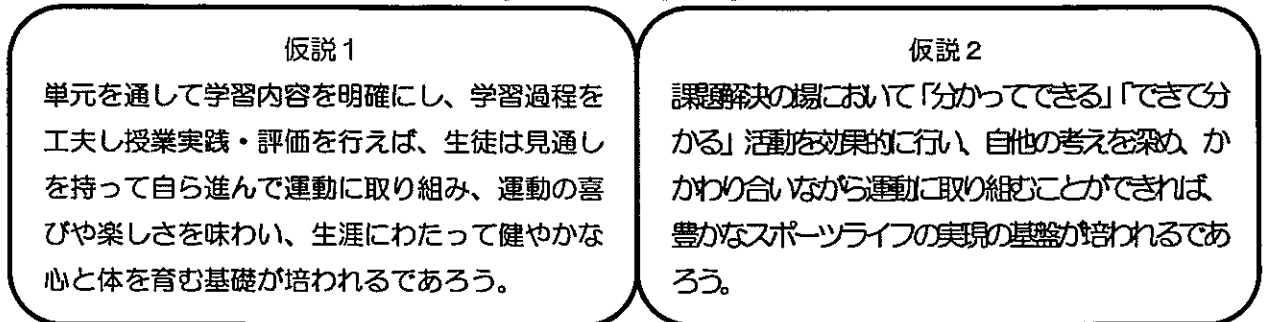 仮説1
単元を通して学習内容を明確にし、学習過程を
工夫し授業実践・評価を行えば、生徒は見通し
を持って自ら進んで運動に取り組み、運動の喜
びや楽しさを味わい、生涯にわたって健やかな
心と体を育む基礎が培われるであろう。
仮説2
課題解決の場において「分かってできる」「できて分
かる」活動を効果的に行い、自他の考えを深め、か
かわり合いながら運動に取り組むことができれば、
豊かなスポーツライフの実現の基盤が培われるであ
ろう。